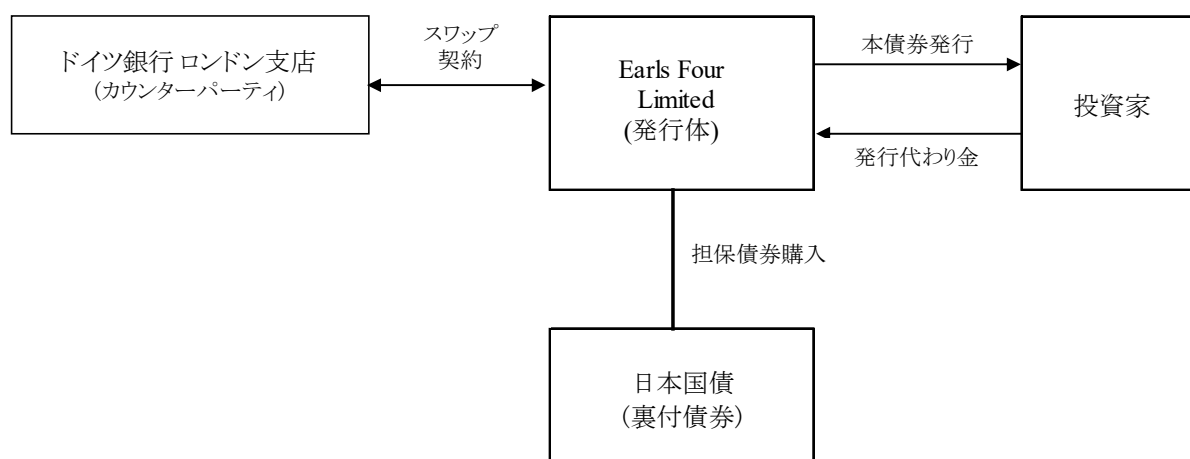 ドイツ銀行 ロンドン支店
(カウンターパーティ)
スワップ
契約
Earls Four
Limited
(発行体)
本債券発行
発行代わり金
投資家
担保債券購入
日本国債
(裏付債券)